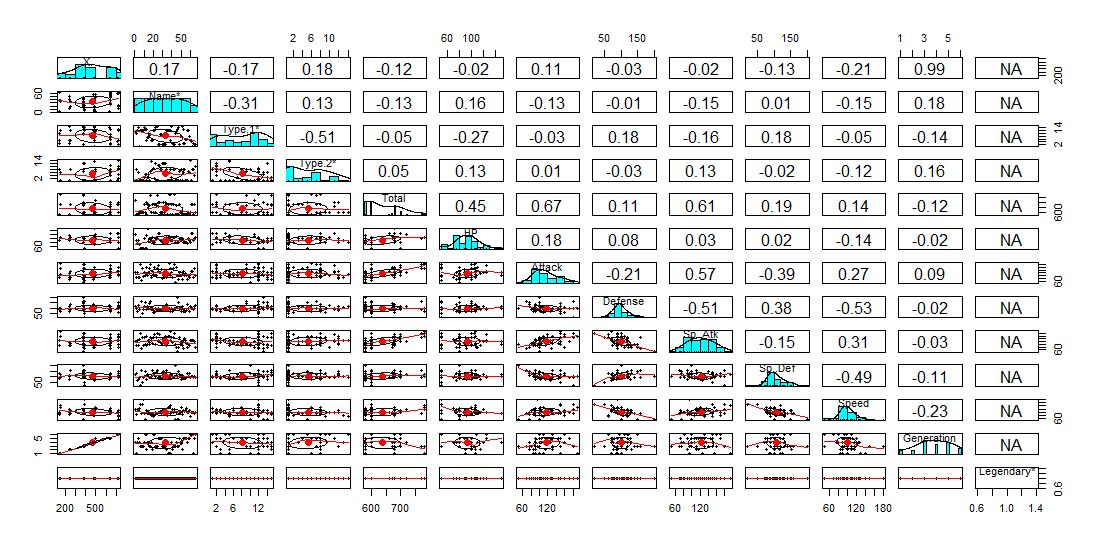 0 20 50 2 6 10 60 100 50 150 50 150 1 3 5
X 0.17 -0.17 0.18 -0.12 -0.02 0.11 -0.03 -0.02 -0.13 -0.21 0.99 NA 200
0 60 Name* -0.31 0.13 -0.13 0.16 -0.13 -0.01 -0.15 0.01 -0.15 0.18 NA
Type.1* -0.51 -0.05 -0.27 -0.03 0.18 -0.16 0.18 -0.05 -0.14 NA 2 14
2 14 Type.2* 0.05 0.13 0.01 -0.03 0.13 -0.02 -0.12 0.16 NA
Total 0.45 0.67 0.11 0.61 0.19 0.14 -0.12 NA 600
60 HP 0.18 0.08 0.03 0.02 -0.14 -0.02 NA
Attack -0.21 0.57 -0.39 0.27 0.09 NA 60
50 Defense -0.51 0.38 -0.53 -0.02 NA
Sp..Atk -0.15 0.31 -0.03 NA 60
50 Sp..Def -0.49 -0.11 NA
Speed -0.23 NA 60
1 5 Generation NA
Legendary* 0.6
200 500 2 6 12 600 700 60 120 60 120 60 120 180 0.6 1.0 1.4